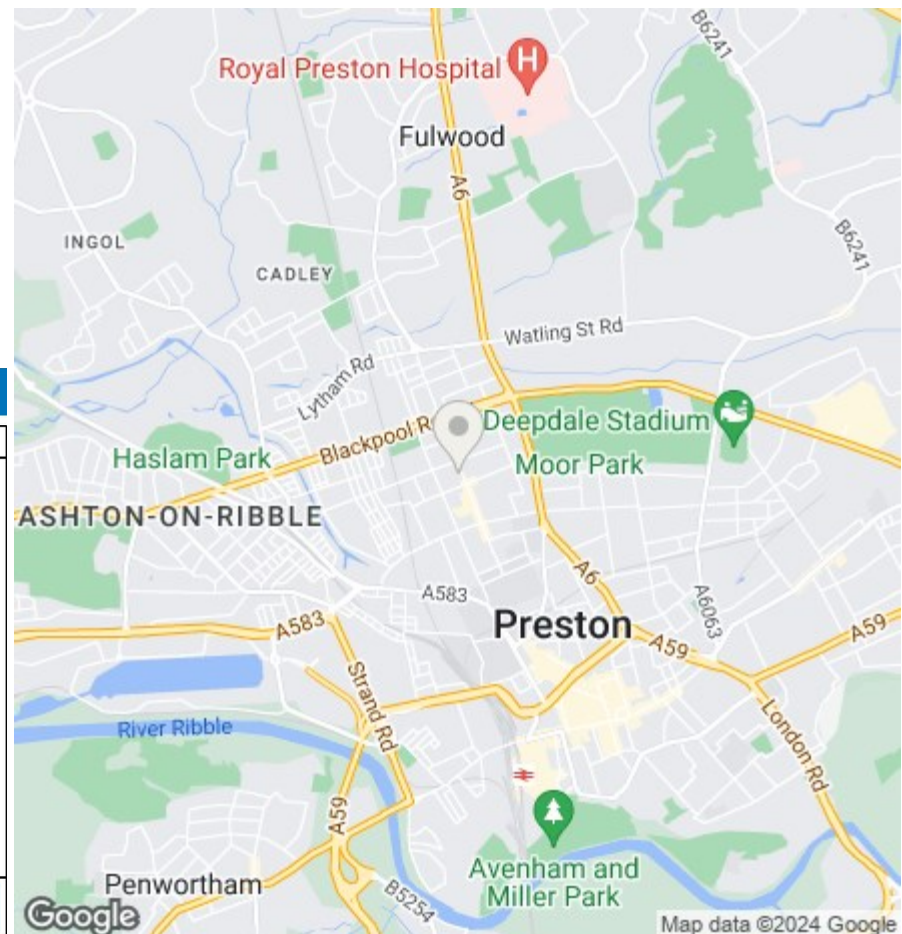 Royal Preston Hospital
H
Fulwood
B6241
A6
B6241
INGOL
CADLEY
Watling St Rd
Lytham Rd
Blackpool R
Deepdale Stadium
Haslam Park
Moor Park
ASHTON-ON-RIBBLE
A6
A583
A6063
Preston
A583
A59
A59
Strand Rd
London Rd
River Ribble
A59
Avenham and
Miller Park
Penwortham
B5254
Google
Map data ©2024 Google